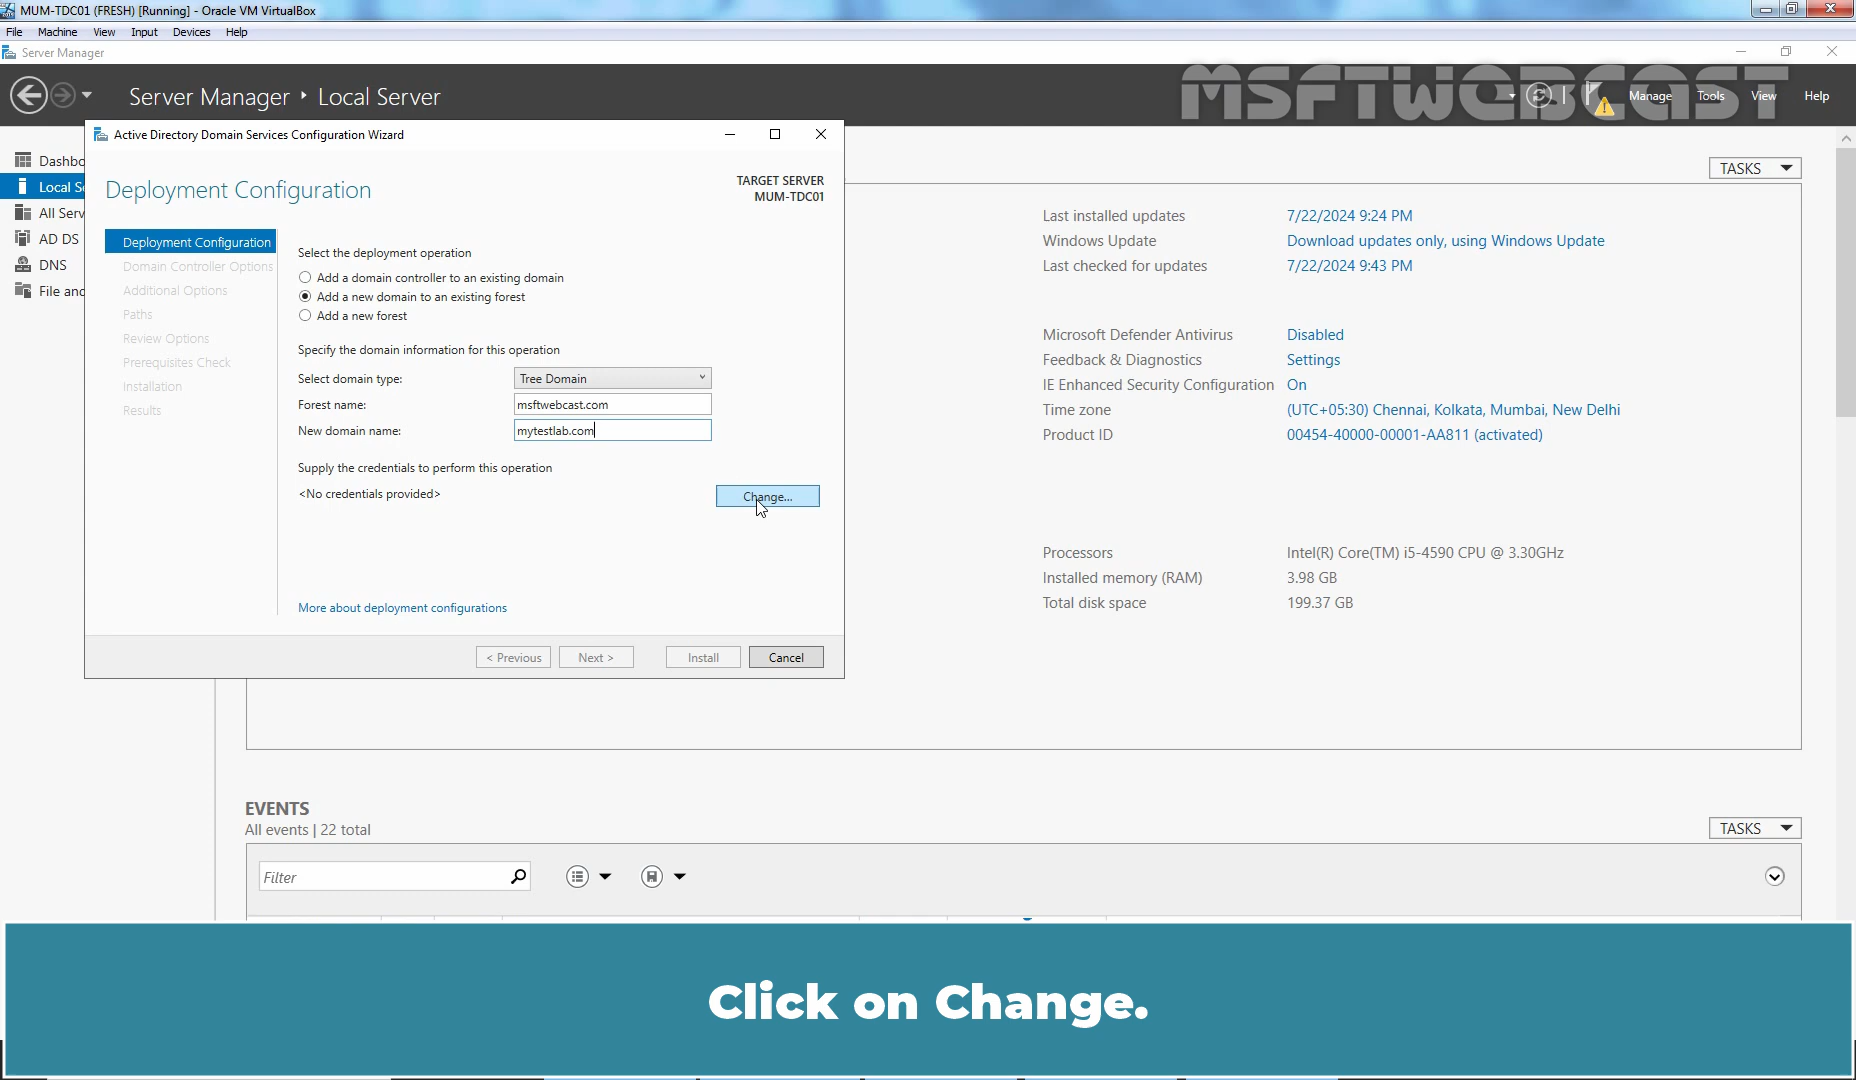 MUM-TDC01 (FRESH) [Running] - Oracle VM VirtualBox
File Machine View Input Devices Help
Server Manager
Server Manager ‣ Local Server
MSFTWEBCAST
Manage Tools View Help
Active Directory Domain Services Configuration Wizard
Deployment Configuration
TARGET SERVER
MUM-TDC01
Dashbo
Local Se
All Serv
AD DS
DNS
File and
Deployment Configuration
Domain Controller Options
Additional Options
Paths
Review Options
Prerequisites Check
Installation
Results
Select the deployment operation
Add a domain controller to an existing domain
Add a new domain to an existing forest
Add a new forest
Specify the domain information for this operation
Select domain type: Tree Domain
Forest name: msftwebcast.com
New domain name: mytestlab.com
Supply the credentials to perform this operation
<No credentials provided> Change...
More about deployment configurations
< Previous Next > Install Cancel
TASKS
Last installed updates 7/22/2024 9:24 PM
Windows Update Download updates only, using Windows Update
Last checked for updates 7/22/2024 9:43 PM
Microsoft Defender Antivirus Disabled
Feedback & Diagnostics Settings
IE Enhanced Security Configuration On
Time zone (UTC+05:30) Chennai, Kolkata, Mumbai, New Delhi
Product ID 00454-40000-00001-AA811 (activated)
Processors Intel(R) Core(TM) i5-4590 CPU @ 3.30GHz
Installed memory (RAM) 3.98 GB
Total disk space 199.37 GB
EVENTS
All events | 22 total
TASKS
Filter
Click on Change.